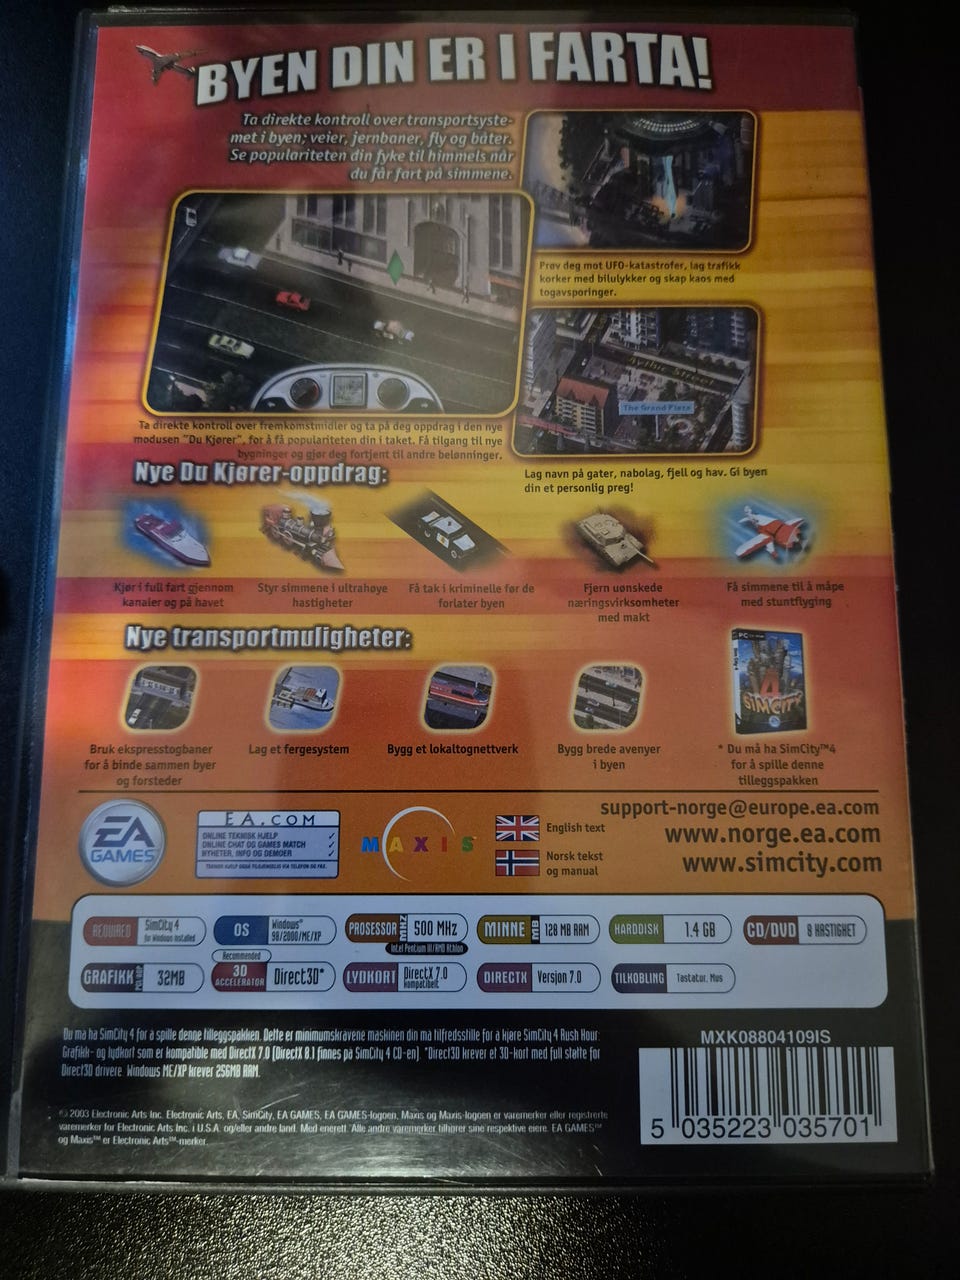 BYEN DIN ER I FARTA!
Ta direkte kontroll over transportsyste-
met i byen; veier, jernbaner, fly og båter.
Se populariteten din fyke til himmels når
du får fart på simmene.
Prøv deg mot UFO-katastrofer, lag trafikk
korker med bilulykker og skap kaos med
togavsporinger.
Mythic Street
The Grand Plaza
Ta direkte kontroll over fremkomstmidler og ta på deg oppdrag i den nye
modusen "Du Kjører", for å få populariteten din i taket. Få tilgang til nye
bygninger og gjør deg fortjent til andre belønninger.
Lag navn på gater, nabolag, fjell og hav. Gi byen
din et personlig preg!
Nye Du Kjører-oppdrag:
Kjør i full fart gjennom
kanaler og på havet
Styr simmene i ultrahøye
hastigheter
Få tak i kriminelle før de
forlater byen
Fjern uønskede
næringsvirksomheter
med makt
Få simmene til å måpe
med stuntflyging
Nye transportmuligheter:
Bruk ekspresstogbaner
for å binde sammen byer
og forsteder
Lag et fergesystem
Bygg et lokaltognettverk
Bygg brede avenyer
i byen
PC CD-ROM
Sim City 4
4
SIMCITY
* Du må ha SimCity™4
for å spille denne
tilleggspakken
EA
GAMES
EA.COM
ONLINE TEKNISK HJELP ✓
ONLINE CHAT OG GAMES MATCH ✓
NYHETER, INFO OG DEMOER ✓
MAXIS™
English text
Norsk tekst
og manual
support-norge@europe.ea.com
www.norge.ea.com
www.simcity.com
REQUIRED SimCity 4
for Windows installed
OS Windows®
98/2000/ME/XP
PROSESSOR MHZ 500 MHz
Intel Pentium III/AMD Athlon
MINNE MB 128 MB RAM
HARDDISK 1.4 GB
CD/DVD 8 HASTIGHET
GRAFIKK 32MB
Recommended
3D
ACCELERATOR Direct3D*
LYDKORT DirectX 7.0
kompatibelt
DIRECTX Versjon 7.0
TILKOBLING Tastatur, Mus
Du må ha SimCity 4 for å spille denne tilleggspakken. Dette er minimumskravene maskinen din må tilfredsstille for å kjøre SimCity 4 Rush Hour:
Grafikk- og lydkort som er kompatible med DirectX 7.0 (DirectX 8.1 finnes på SimCity 4 CD-en). *Direct3D krever et 3D-kort med full støtte for
Direct3D drivere. Windows ME/XP krever 256MB RAM.
MXK08804109IS
5 035223 035701
© 2003 Electronic Arts Inc. Electronic Arts, EA, SimCity, EA GAMES, EA GAMES-logoen, Maxis og Maxis-logoen er varemerker eller registrerte
varemerker for Electronic Arts Inc. i U.S.A. og/eller andre land. Med enerett. Alle andre varemerker tilhører sine respektive eiere. EA GAMES™
og Maxis™ er Electronic Arts™-merker.